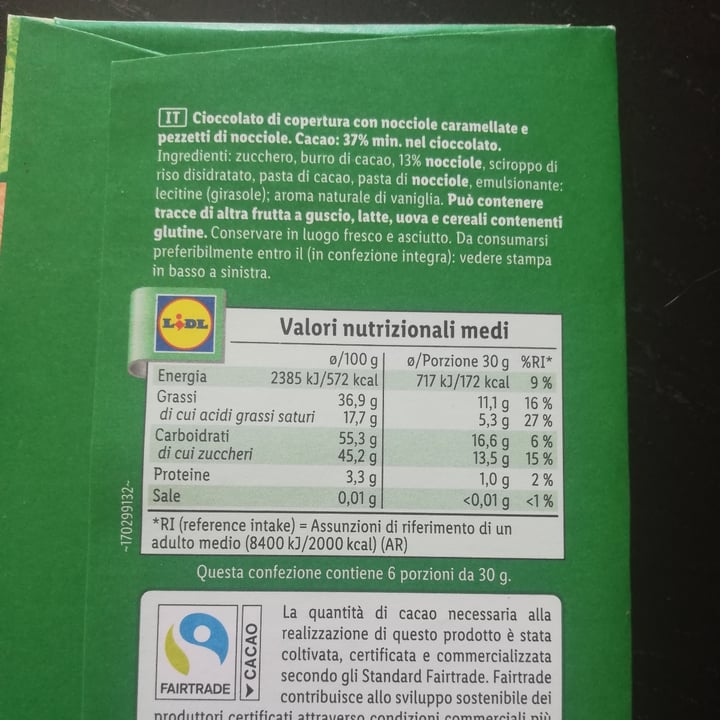 IT Cioccolato di copertura con nocciole caramellate e
pezzetti di nocciole. Cacao: 37% min. nel cioccolato.
Ingredienti: zucchero, burro di cacao, 13% nocciole, sciroppo di
riso disidratato, pasta di cacao, pasta di nocciole, emulsionante:
lecitine (girasole); aroma naturale di vaniglia. Può contenere
tracce di altra frutta a guscio, latte, uova e cereali contenenti
glutine. Conservare in luogo fresco e asciutto. Da consumarsi
preferibilmente entro il (in confezione integra): vedere stampa
in basso a sinistra.
LIDL
Valori nutrizionali medi
ø/100 g ø/Porzione 30 g %RI*
Energia 2385 kJ/572 kcal 717 kJ/172 kcal 9 %
Grassi 36,9 g 11,1 g 16 %
di cui acidi grassi saturi 17,7 g 5,3 g 27 %
Carboidrati 55,3 g 16,6 g 6 %
di cui zuccheri 45,2 g 13,5 g 15 %
Proteine 3,3 g 1,0 g 2 %
Sale 0,01 g <0,01 g <1 %
*RI (reference intake) = Assunzioni di riferimento di un
adulto medio (8400 kJ/2000 kcal) (AR)
~170299132~
Questa confezione contiene 6 porzioni da 30 g.
FAIRTRADE
CACAO
La quantità di cacao necessaria alla
realizzazione di questo prodotto è stata
coltivata, certificata e commercializzata
secondo gli Standard Fairtrade. Fairtrade
contribuisce allo sviluppo sostenibile dei
produttori certificati attraverso condizioni commerciali più